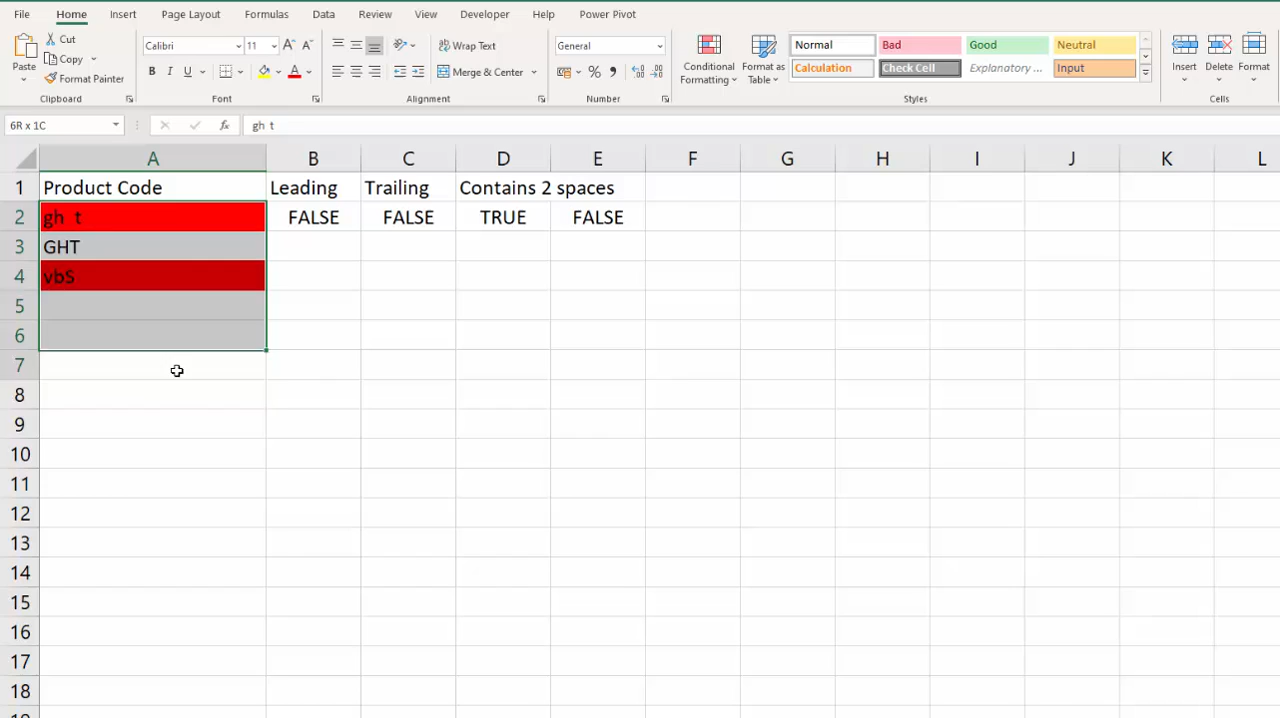 File Home Insert Page Layout Formulas Data Review View Developer Help Power Pivot
Paste Cut Copy Format Painter
Calibri 11
B I U A
Wrap Text
Merge & Center
General
%
Conditional Formatting
Format as Table
Normal Bad Good Neutral
Calculation Check Cell Explanatory ... Input
Insert Delete Format
Clipboard Font Alignment Number Styles Cells
6R x 1C fx gh  t
A B C D E F G H I J K L
1 Product Code Leading Trailing Contains 2 spaces
2 gh  t FALSE FALSE TRUE FALSE
3 GHT
4 vbS
5
6
7
8
9
10
11
12
13
14
15
16
17
18